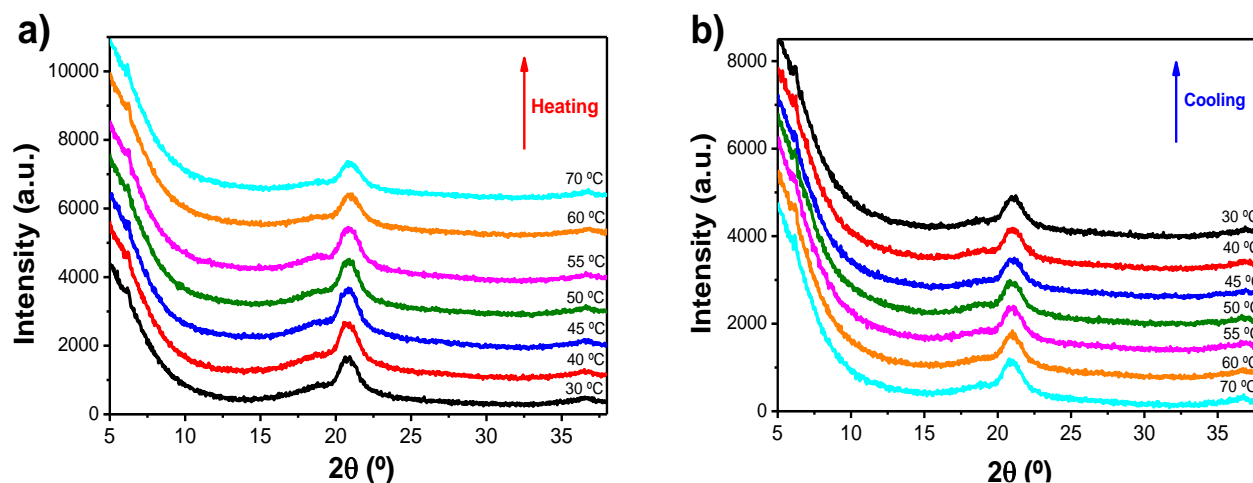 a)
Intensity (a.u.)
10000
8000
6000
4000
2000
0
Heating
70 ºC
60 ºC
55 ºC
50 ºC
45 ºC
40 ºC
30 ºC
5 10 15 20 25 30 35
2θ (º)
b)
Intensity (a.u.)
8000
6000
4000
2000
0
Cooling
30 ºC
40 ºC
45 ºC
50 ºC
55 ºC
60 ºC
70 ºC
5 10 15 20 25 30 35
2θ (º)